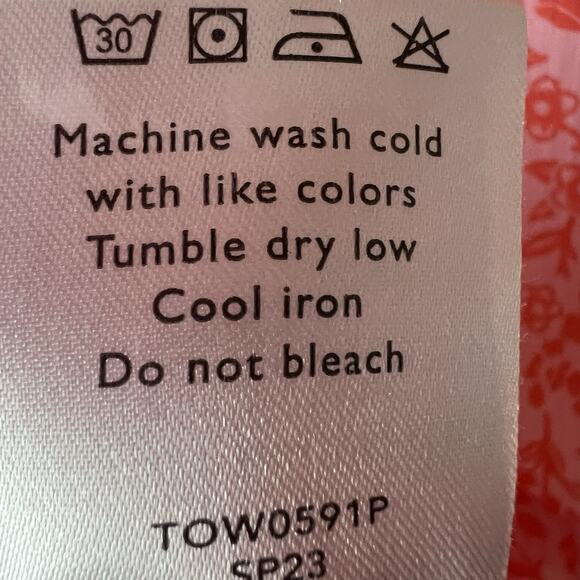 30
Machine wash cold
with like colors
Tumble dry low
Cool iron
Do not bleach
TOW0591P
SP23